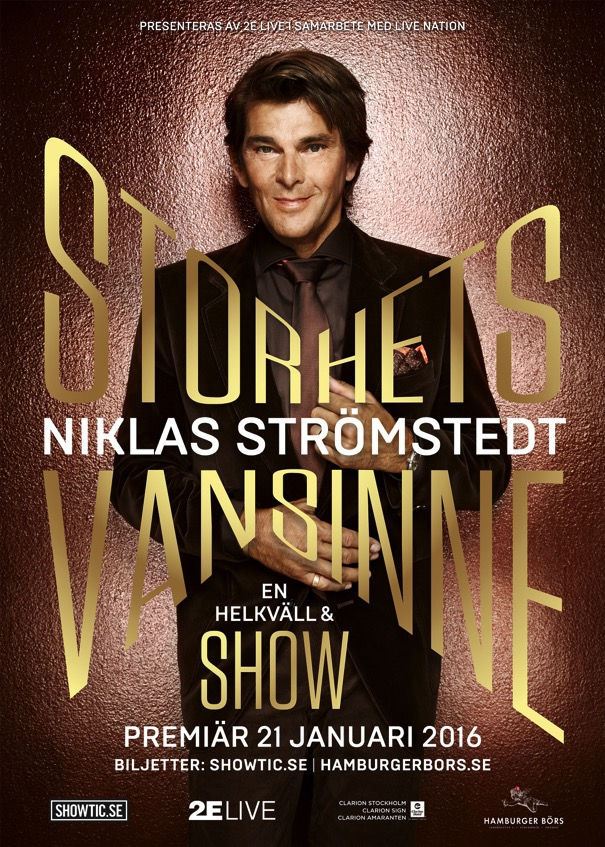 PRESENTERAS AV 2E LIVE I SAMARBETE MED LIVE NATION
STORHETS
NIKLAS STRÖMSTEDT
VANSINNE
EN
HELKVÄLL &
SHOW
PREMIÄR 21 JANUARI 2016
BILJETTER: SHOWTIC.SE | HAMBURGERBORS.SE
SHOWTIC.SE
2E LIVE
CLARION STOCKHOLM
CLARION SIGN
CLARION AMARANTEN
HAMBURGER BÖRS